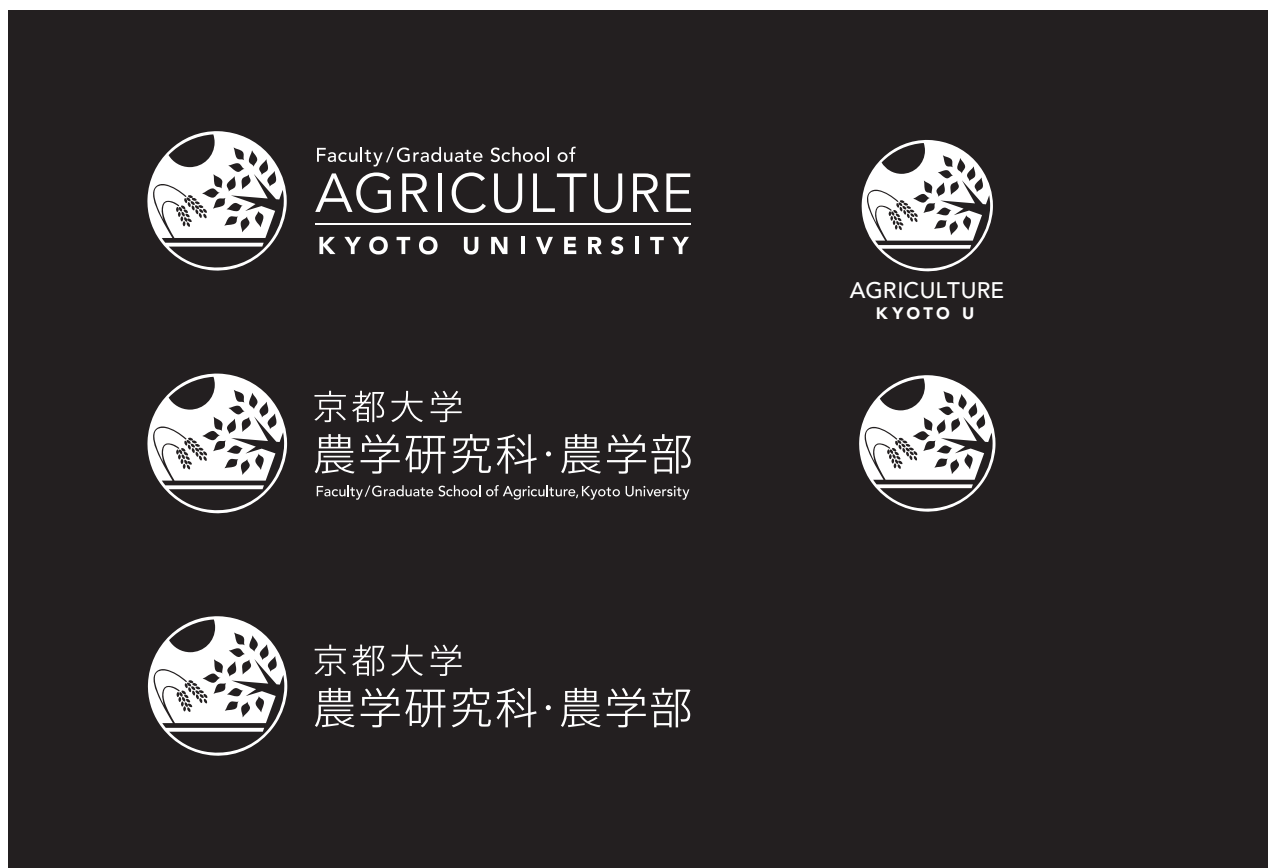 Faculty/Graduate School of
AGRICULTURE
KYOTO UNIVERSITY
AGRICULTURE
KYOTO U
京都大学
農学研究科・農学部
Faculty/Graduate School of Agriculture, Kyoto University
京都大学
農学研究科・農学部